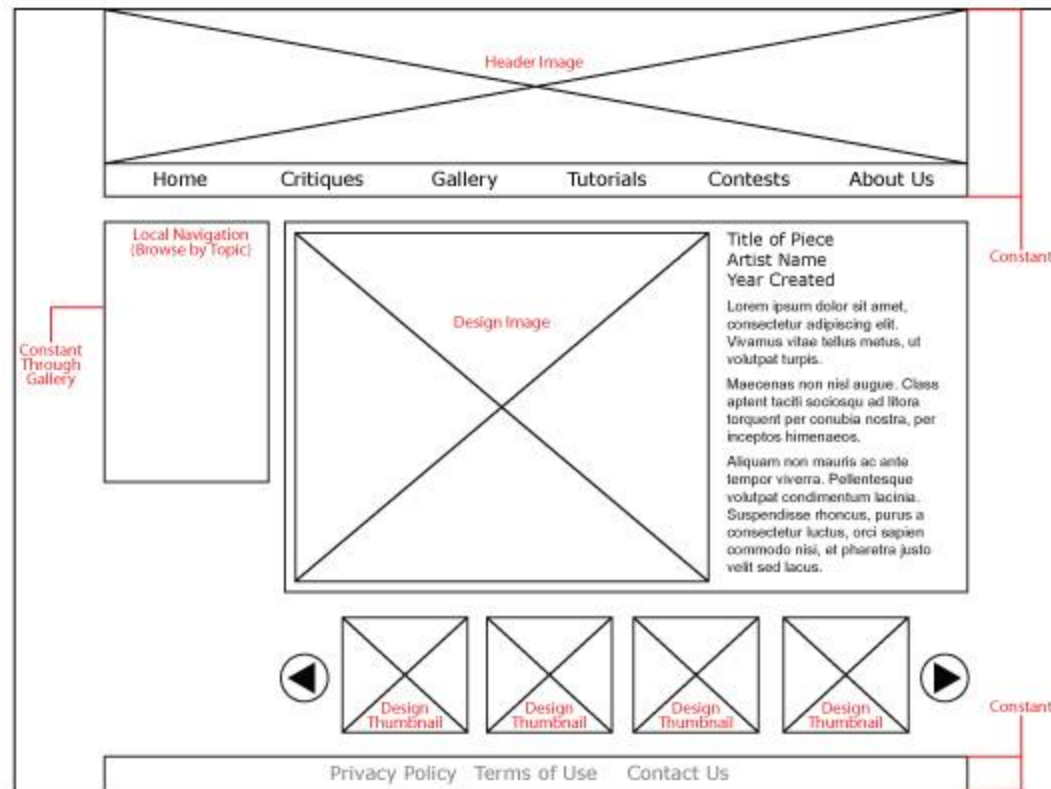 Header Image
Home Critiques Gallery Tutorials Contests About Us
Constant
Local Navigation
(Browse by Topic)
Constant
Through
Gallery
Design Image
Title of Piece
Artist Name
Year Created
Lorem ipsum dolor sit amet,
consectetur adipiscing elit.
Vivamus vitae tellus metus, ut
volutpat turpis.
Maecenas non nisl augue. Class
aptent taciti sociosqu ad litora
torquent per conubia nostra, per
inceptos himenaeos.
Aliquam non mauris ac ante
tempor viverra. Pellentesque
volutpat condimentum lacinia.
Suspendisse rhoncus, purus a
consectetur luctus, orci sapien
commodo nisi, et pharetra justo
velit sed lacus.
Design
Thumbnail
Design
Thumbnail
Design
Thumbnail
Design
Thumbnail
Constant
Privacy Policy Terms of Use Contact Us